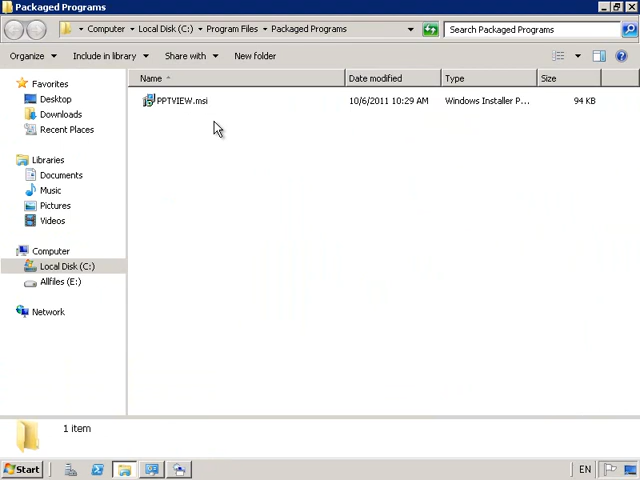 Packaged Programs
Computer Local Disk (C:) Program Files Packaged Programs Search Packaged Programs
Organize Include in library Share with New folder
Name Date modified Type Size
PPTVIEW.msi 10/6/2011 10:29 AM Windows Installer P... 94 KB
Favorites
Desktop
Downloads
Recent Places
Libraries
Documents
Music
Pictures
Videos
Computer
Local Disk (C:)
Allfiles (E:)
Network
1 item
Start EN